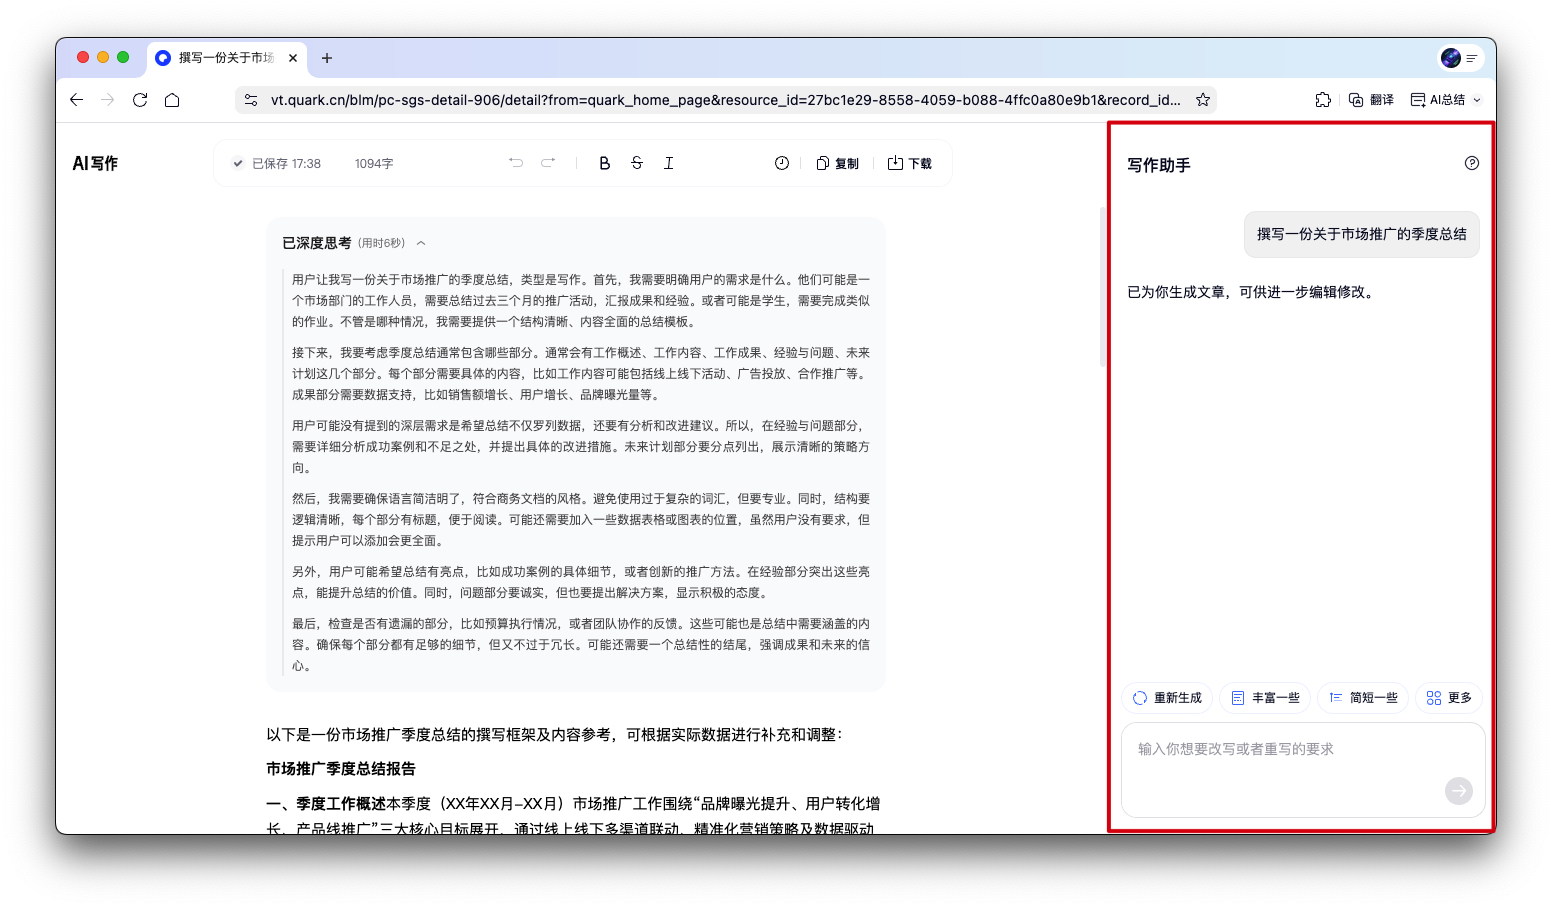 撰写一份关于市场
vt.quark.cn/blm/pc-sgs-detail-906/detail?from=quark_home_page&resource_id=27bc1e29-8558-4059-b088-4ffc0a80e9b1&record_id...
翻译
AI总结
AI写作
已保存 17:38
1094字
B S I
复制
下载
已深度思考 (用时6秒)
用户让我写一份关于市场推广的季度总结，类型是写作。首先，我需要明确用户的需求是什么。他们可能是一
个市场部门的工作人员，需要总结过去三个月的推广活动，汇报成果和经验。或者可能是学生，需要完成类似
的作业。不管是哪种情况，我需要提供一个结构清晰、内容全面的总结模板。
接下来，我要考虑季度总结通常包含哪些部分。通常会有工作概述、工作内容、工作成果、经验与问题、未来
计划这几个部分。每个部分需要具体的内容，比如工作内容可能包括线上线下活动、广告投放、合作推广等。
成果部分需要数据支持，比如销售额增长、用户增长、品牌曝光量等。
用户可能没有提到的深层需求是希望总结不仅罗列数据，还要有分析和改进建议。所以，在经验与问题部分，
需要详细分析成功案例和不足之处，并提出具体的改进措施。未来计划部分要分点列出，展示清晰的策略方
向。
然后，我需要确保语言简洁明了，符合商务文档的风格。避免使用过于复杂的词汇，但要专业。同时，结构要
逻辑清晰，每个部分有标题，便于阅读。可能还需要加入一些数据表格或图表的位置，虽然用户没有要求，但
提示用户可以添加会更全面。
另外，用户可能希望总结有亮点，比如成功案例的具体细节，或者创新的推广方法。在经验部分突出这些亮
点，能提升总结的价值。同时，问题部分要诚实，但也要提出解决方案，显示积极的态度。
最后，检查是否有遗漏的部分，比如预算执行情况，或者团队协作的反馈。这些可能也是总结中需要涵盖的内
容。确保每个部分都有足够的细节，但又不过于冗长。可能还需要一个总结性的结尾，强调成果和未来的信
心。
以下是一份市场推广季度总结的撰写框架及内容参考，可根据实际数据进行补充和调整：
市场推广季度总结报告
一、季度工作概述本季度（XX年XX月–XX月）市场推广工作围绕“品牌曝光提升、用户转化增
长、产品线推广”三大核心目标展开，通过线上线下多渠道联动、精准化营销策略及数据驱动
写作助手
撰写一份关于市场推广的季度总结
已为你生成文章，可供进一步编辑修改。
重新生成
丰富一些
简短一些
更多
输入你想要改写或者重写的要求